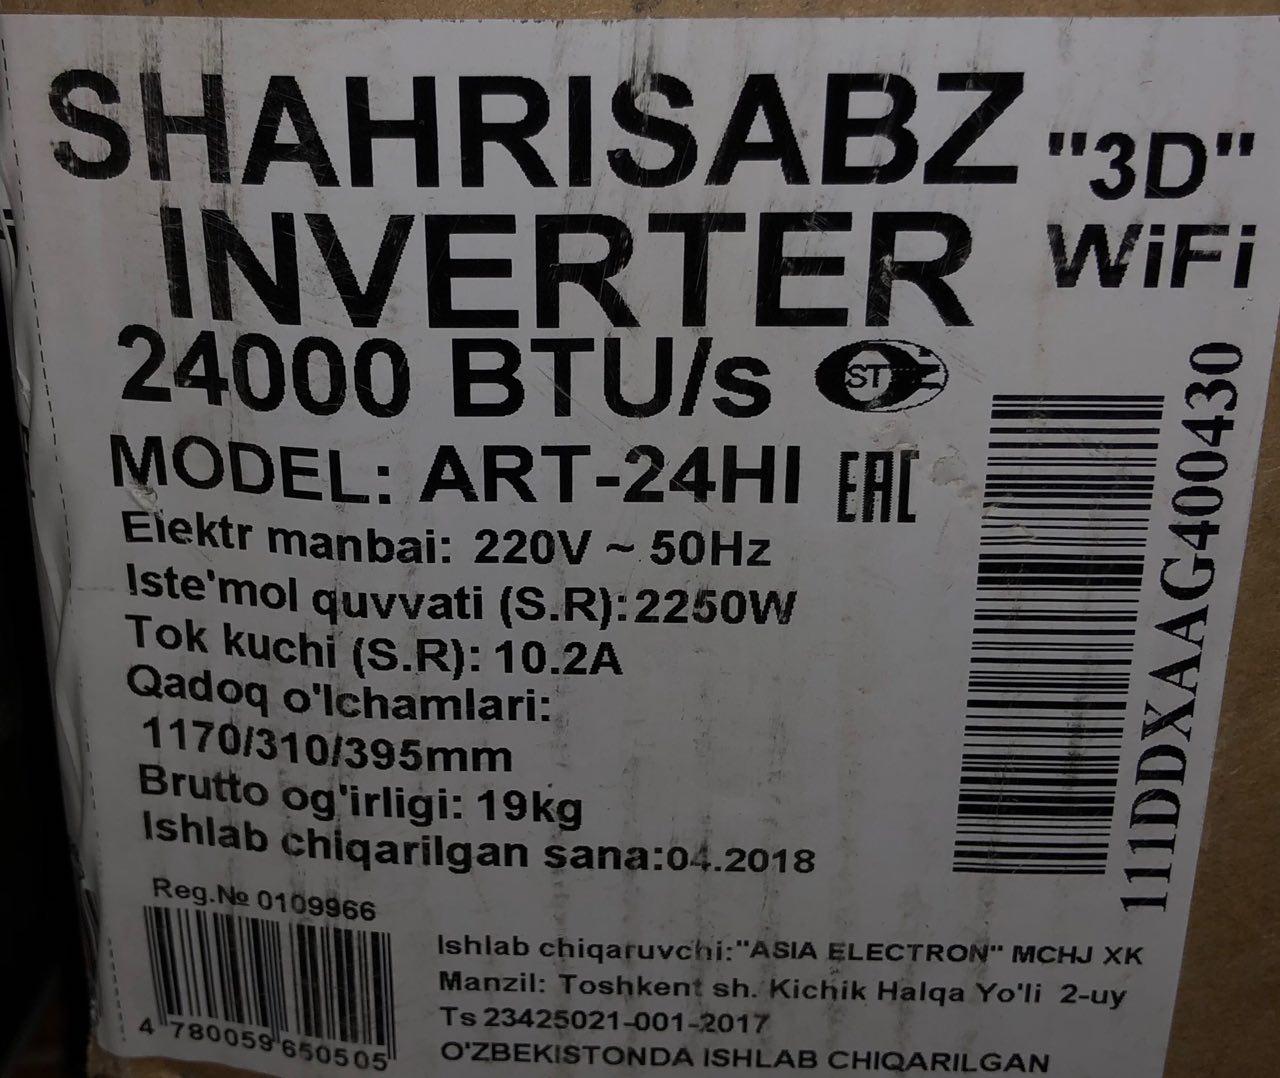 SHAHRISABZ "3D"
INVERTER WiFi
24000 BTU/s
ST
MODEL: ART-24HI EAC
Elektr manbai: 220V ~ 50Hz
Iste'mol quvvati (S.R):2250W
Tok kuchi (S.R): 10.2A
Qadoq o'lchamlari:
1170/310/395mm
Brutto og'irligi: 19kg
Ishlab chiqarilgan sana:04.2018
111DDXAAG400430
Reg.№ 0109966
4 780059 650505
Ishlab chiqaruvchi:"ASIA ELECTRON" MCHJ XK
Manzil: Toshkent sh. Kichik Halqa Yo'li 2-uy
Ts 23425021-001-2017
O'ZBEKISTONDA ISHLAB CHIQARILGAN